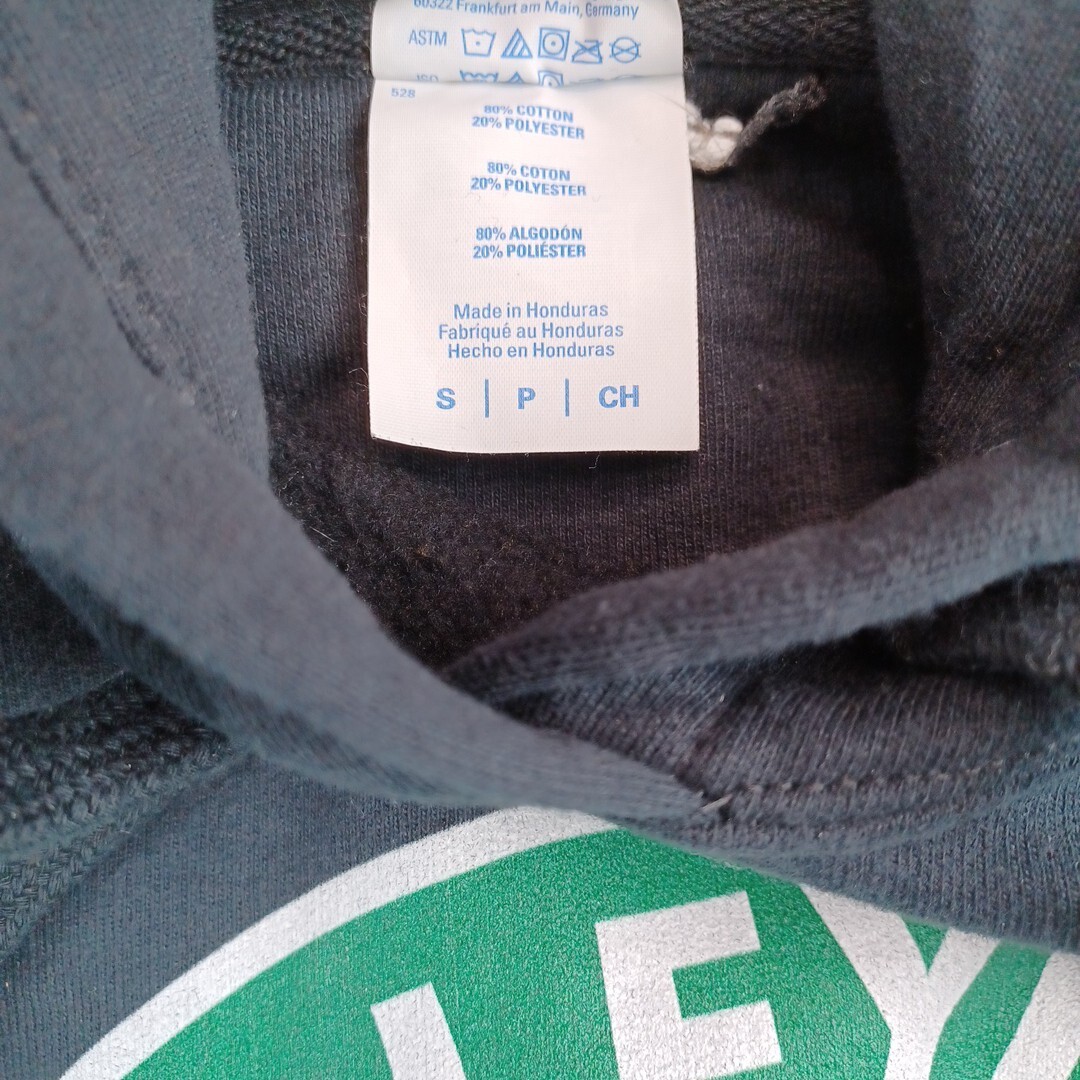 60322 Frankfurt am Main, Germany
ASTM
ISO
528
80% COTTON
20% POLYESTER
80% COTON
20% POLYESTER
80% ALGODÓN
20% POLIÉSTER
Made in Honduras
Fabriqué au Honduras
Hecho en Honduras
S | P | CH
LEY